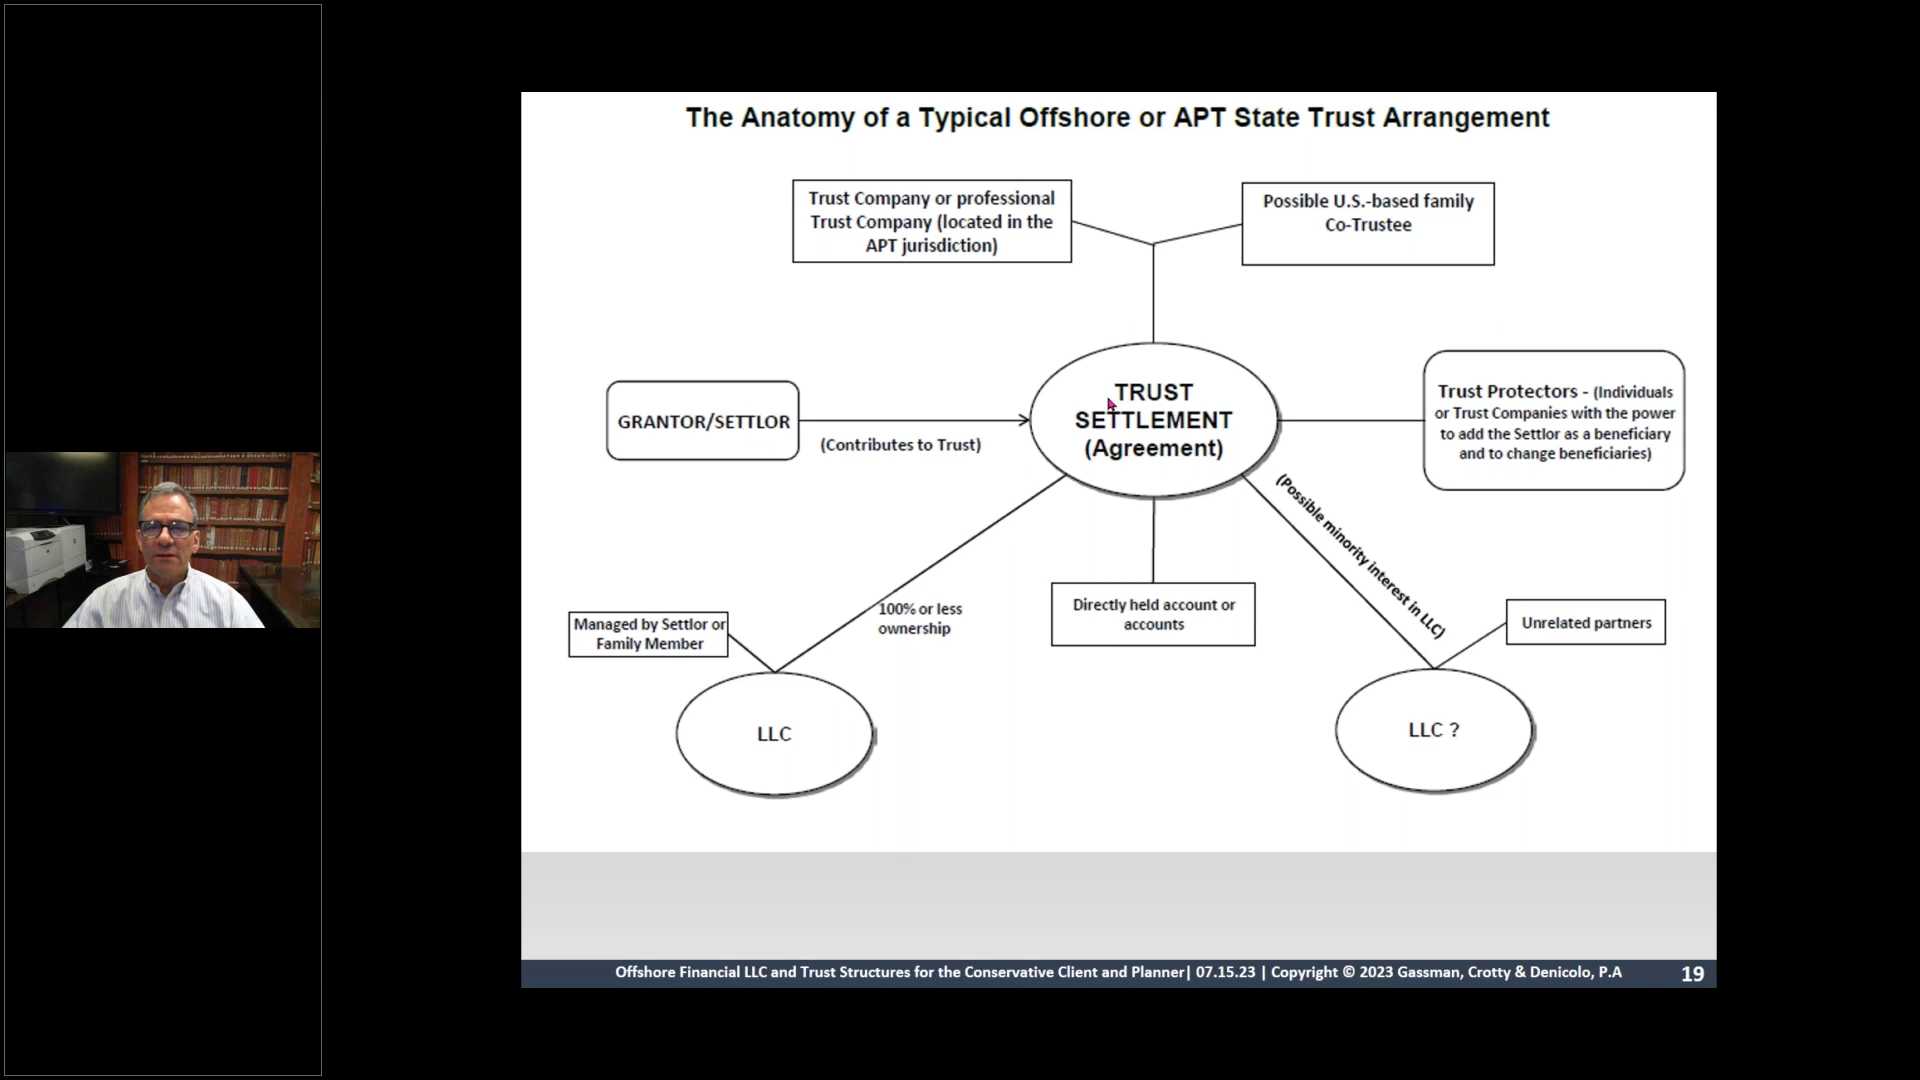 The Anatomy of a Typical Offshore or APT State Trust Arrangement
Trust Company or professional
Trust Company (located in the
APT jurisdiction)
Possible U.S.-based family
Co-Trustee
GRANTOR/SETTLOR
(Contributes to Trust)
TRUST
SETTLEMENT
(Agreement)
Trust Protectors - (Individuals
or Trust Companies with the power
to add the Settlor as a beneficiary
and to change beneficiaries)
(Possible minority interest in LLC)
Managed by Settlor or
Family Member
100% or less
ownership
Directly held account or
accounts
Unrelated partners
LLC
LLC ?
Offshore Financial LLC and Trust Structures for the Conservative Client and Planner| 07.15.23 | Copyright © 2023 Gassman, Crotty & Denicolo, P.A
19